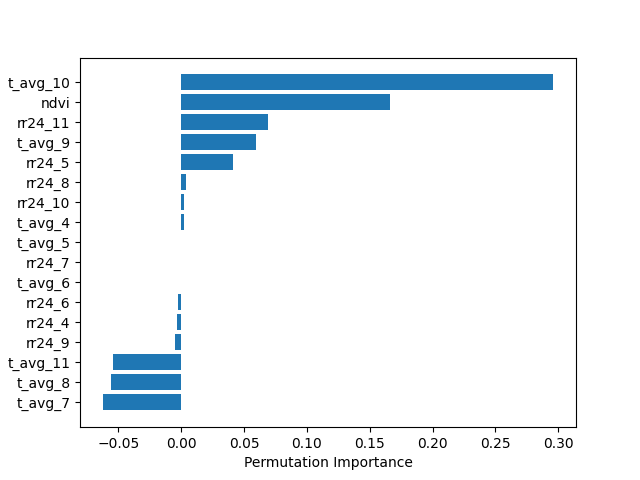 t_avg_10
ndvi
rr24_11
t_avg_9
rr24_5
rr24_8
rr24_10
t_avg_4
t_avg_5
rr24_7
t_avg_6
rr24_6
rr24_4
rr24_9
t_avg_11
t_avg_8
t_avg_7
−0.05 0.00 0.05 0.10 0.15 0.20 0.25 0.30
Permutation Importance